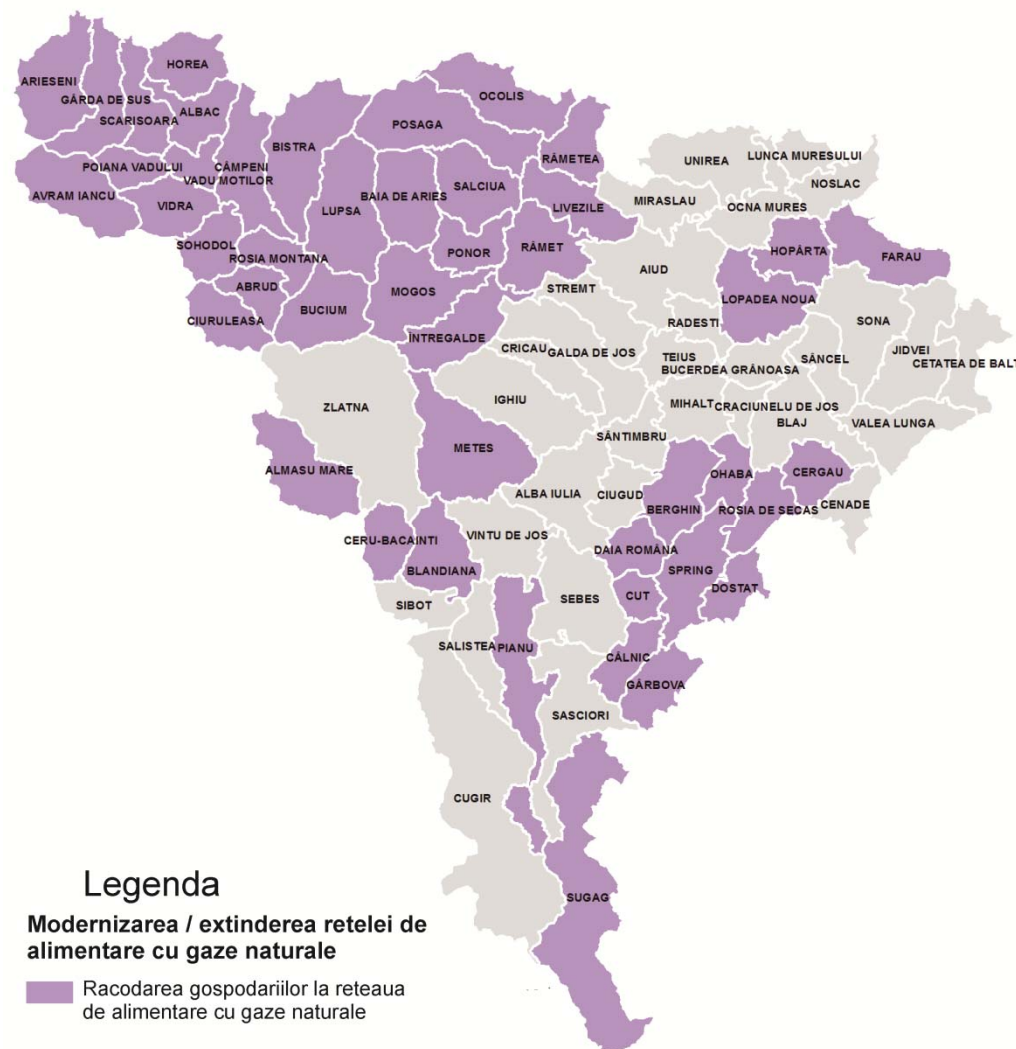 HOREA
ARIESENI
GÂRDA DE SUS
SCARISOARA
ALBAC
OCOLIS
POSAGA
BISTRA
RÂMETEA
UNIREA
LUNCA MURESULUI
NOSLAC
POIANA VADULUI
CÂMPENI
VADU MOTILOR
AVRAM IANCU
VIDRA
BAIA DE ARIES
SALCIUA
LUPSA
LIVEZILE
MIRASLAU
OCNA MURES
SOHODOL
ROSIA MONTANA
PONOR
RÂMET
HOPÂRTA
FARAU
AIUD
ABRUD
MOGOS
STREMT
LOPADEA NOUA
CIURULEASA
BUCIUM
RADESTI
SONA
ÎNTREGALDE
CRICAU
GALDA DE JOS
TEIUS
BUCERDEA GRÂNOASA
SÂNCEL
JIDVEI
CETATEA DE BALT
ZLATNA
IGHIU
MIHALT
CRACIUNELU DE JOS
BLAJ
VALEA LUNGA
SÂNTIMBRU
METES
ALMASU MARE
OHABA
CERGAU
ALBA IULIA
CIUGUD
BERGHIN
ROSIA DE SECAS
CENADE
CERU-BACAINTI
VINTU DE JOS
DAIA ROMÂNA
BLANDIANA
SPRING
DOSTAT
SIBOT
SEBES
CUT
SALISTEA
PIANU
CÂLNIC
GÂRBOVA
SASCIORI
CUGIR
SUGAG
Legenda
Modernizarea / extinderea retelei de
alimentare cu gaze naturale
Racodarea gospodariilor la reteaua
de alimentare cu gaze naturale